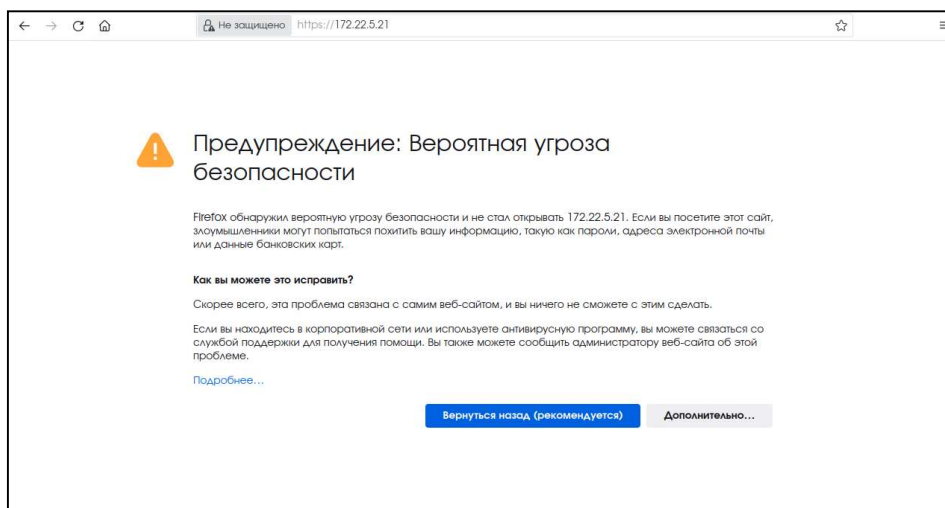 Не защищено https://172.22.5.21
Предупреждение: Вероятная угроза
безопасности
Firefox обнаружил вероятную угрозу безопасности и не стал открывать 172.22.5.21. Если вы посетите этот сайт,
злоумышленники могут попытаться похитить вашу информацию, такую как пароли, адреса электронной почты
или данные банковских карт.
Как вы можете это исправить?
Скорее всего, эта проблема связана с самим веб-сайтом, и вы ничего не сможете с этим сделать.
Если вы находитесь в корпоративной сети или используете антивирусную программу, вы можете связаться со
службой поддержки для получения помощи. Вы также можете сообщить администратору веб-сайта об этой
проблеме.
Подробнее...
Вернуться назад (рекомендуется) Дополнительно...